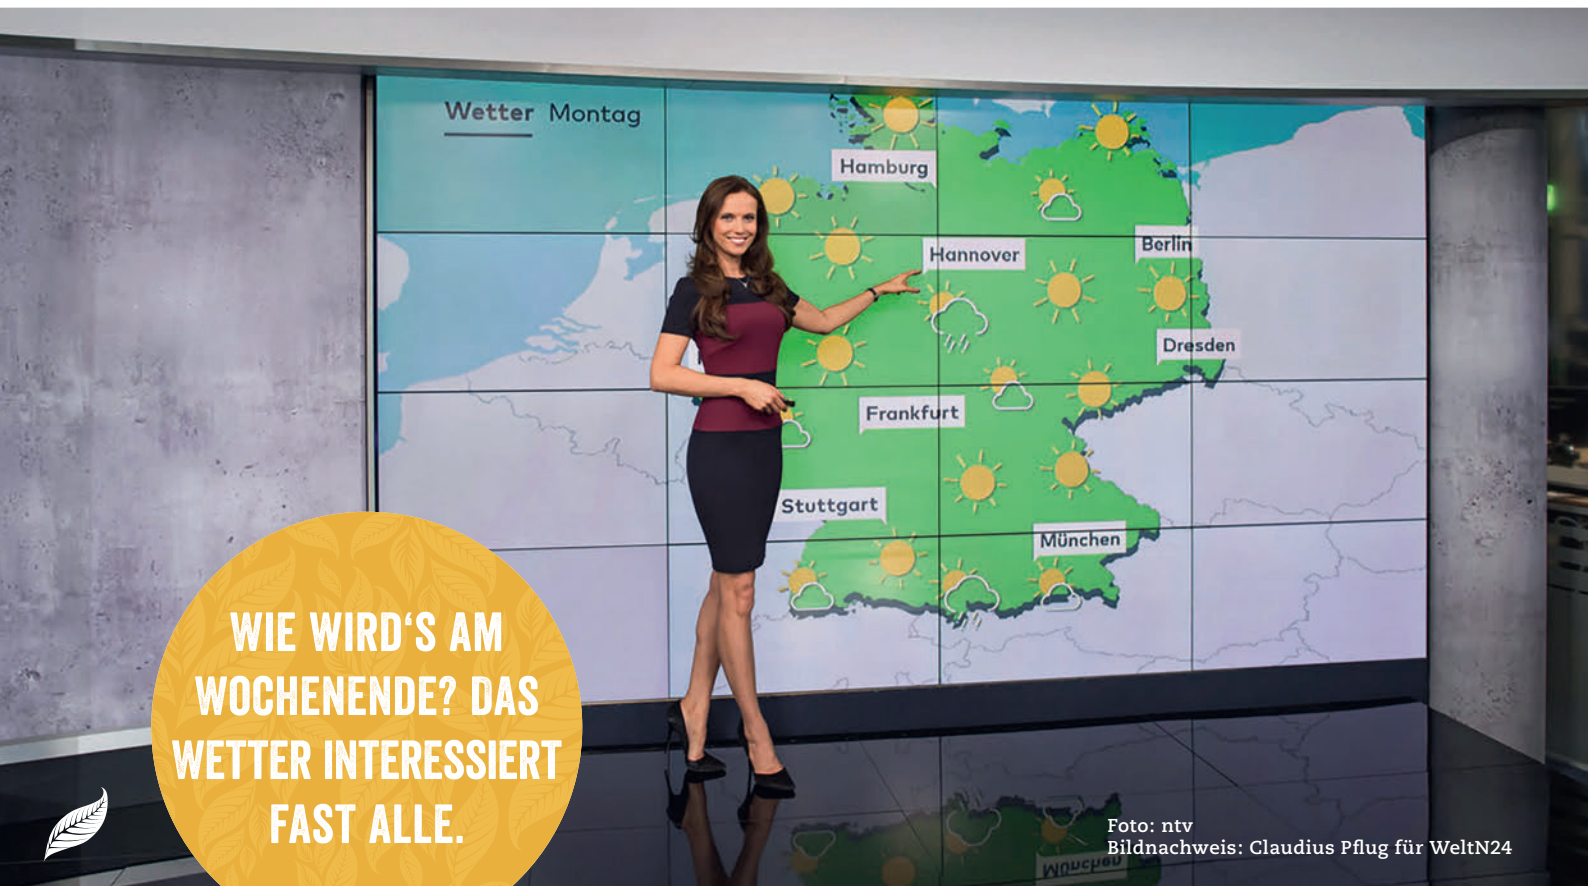 Wetter Montag
Hamburg
Hannover
Berlin
Dresden
Frankfurt
Stuttgart
München
WIE WIRD‘S AM
WOCHENENDE? DAS
WETTER INTERESSIERT
FAST ALLE.
Foto: ntv
Bildnachweis: Claudius Pflug für WeltN24
München